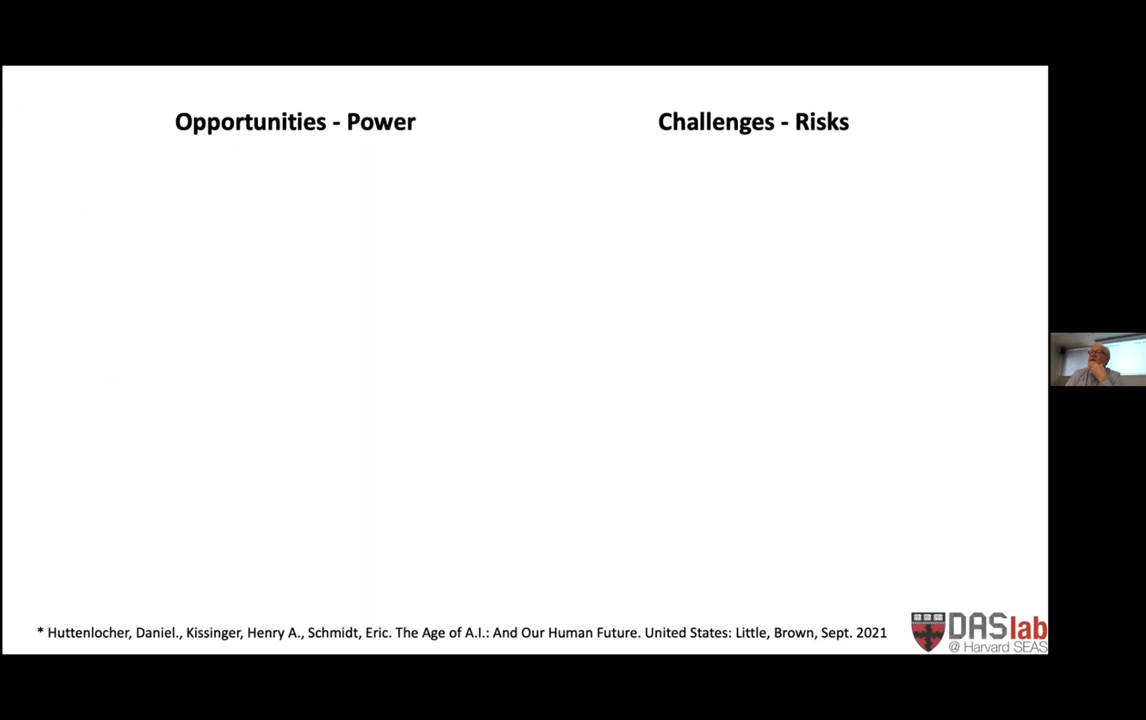 Opportunities - Power
Challenges - Risks
* Huttenlocher, Daniel., Kissinger, Henry A., Schmidt, Eric. The Age of A.I.: And Our Human Future. United States: Little, Brown, Sept. 2021
DASlab
@ Harvard SEAS